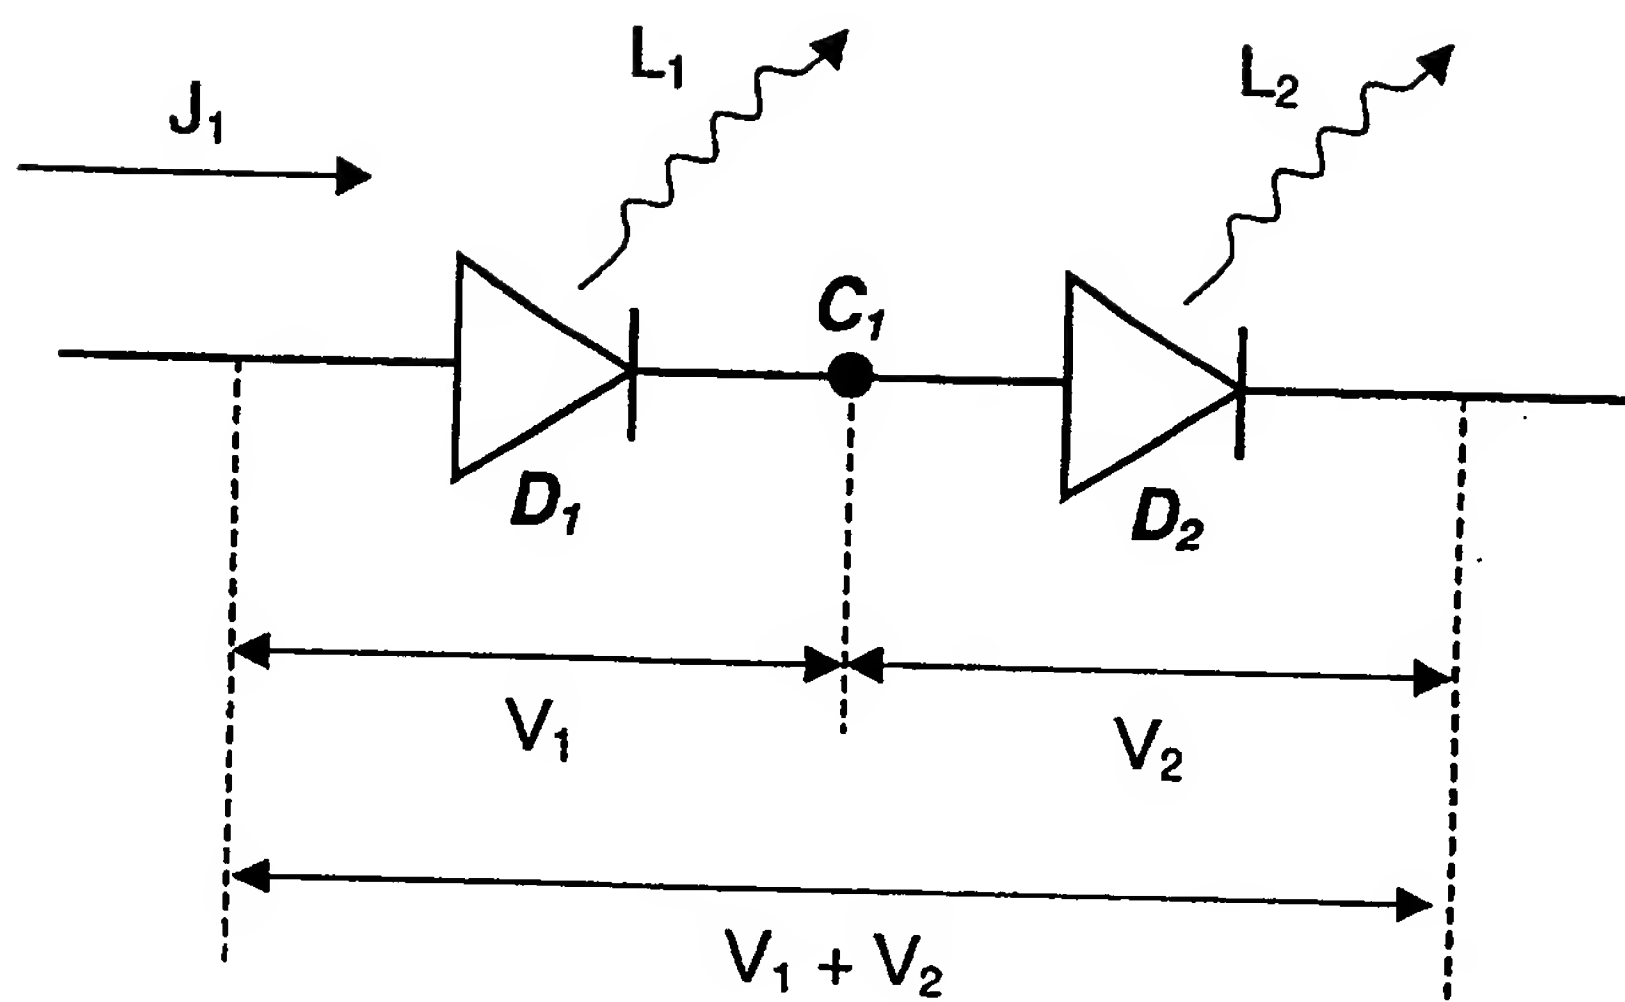 L₁
L₂
J₁
C₁
D₁
D₂
V₁
V₂
V₁ + V₂